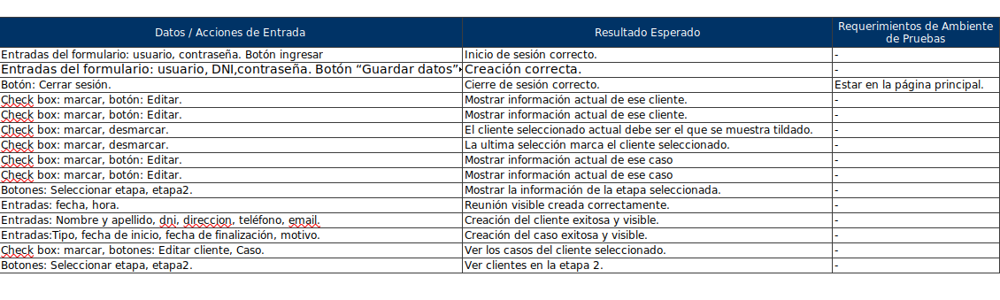 Datos / Acciones de Entrada Resultado Esperado Requerimientos de Ambiente
de Pruebas
Entradas del formulario: usuario, contraseña. Botón ingresar Inicio de sesión correcto. -
Entradas del formulario: usuario, DNI,contraseña. Botón “Guardar datos” Creación correcta. -
Botón: Cerrar sesión. Cierre de sesión correcto. Estar en la página principal.
Check box: marcar, botón: Editar. Mostrar información actual de ese cliente. -
Check box: marcar, botón: Editar. Mostrar información actual de ese cliente. -
Check box: marcar, desmarcar. El cliente seleccionado actual debe ser el que se muestra tildado. -
Check box: marcar, desmarcar. La ultima selección marca el cliente seleccionado. -
Check box: marcar, botón: Editar. Mostrar información actual de ese caso -
Check box: marcar, botón: Editar. Mostrar información actual de ese caso -
Botones: Seleccionar etapa, etapa2. Mostrar la información de la etapa seleccionada. -
Entradas: fecha, hora. Reunión visible creada correctamente. -
Entradas: Nombre y apellido, dni, direccion, teléfono, email. Creación del cliente exitosa y visible. -
Entradas:Tipo, fecha de inicio, fecha de finalización, motivo. Creación del caso exitosa y visible. -
Check box: marcar, botones: Editar cliente, Caso. Ver los casos del cliente seleccionado. -
Botones: Seleccionar etapa, etapa2. Ver clientes en la etapa 2. -